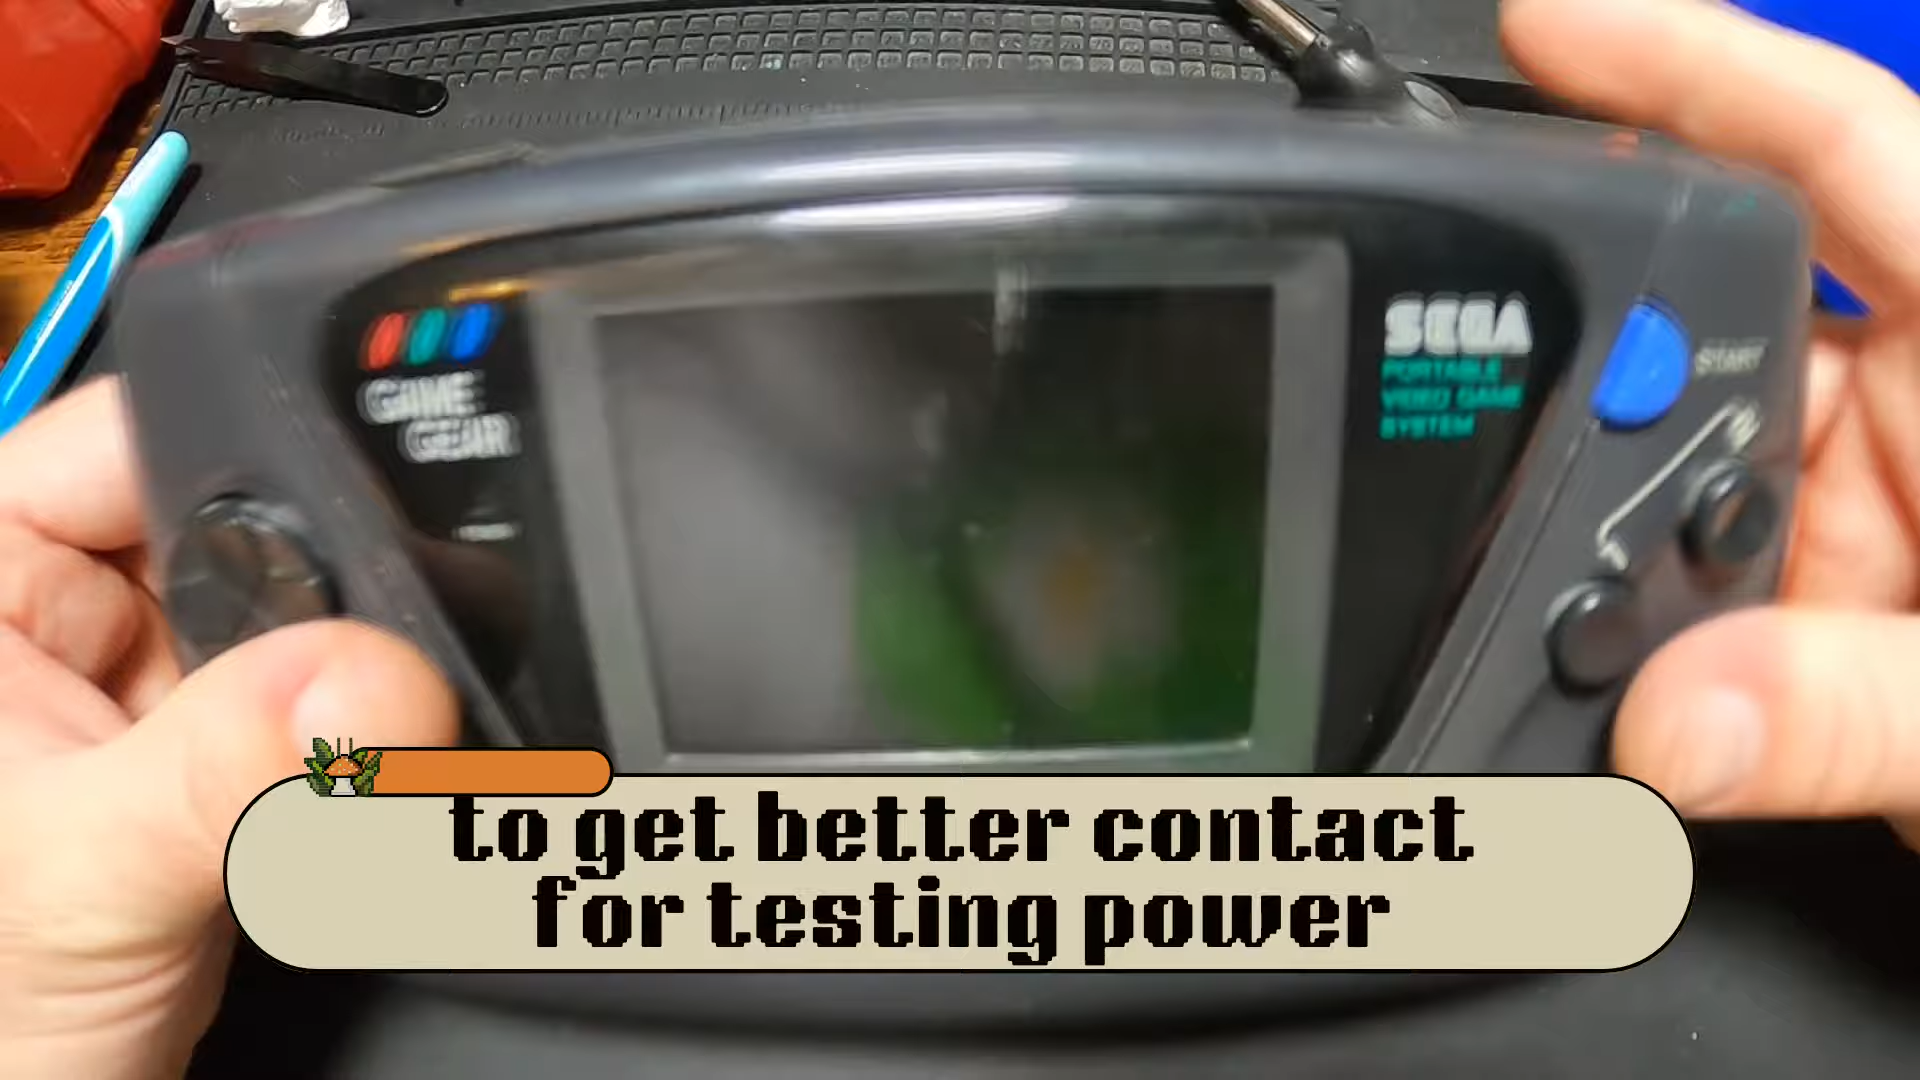 GAME
GEAR
SEGA
PORTABLE
VIDEO GAME
SYSTEM
START
to get better contact
for testing power